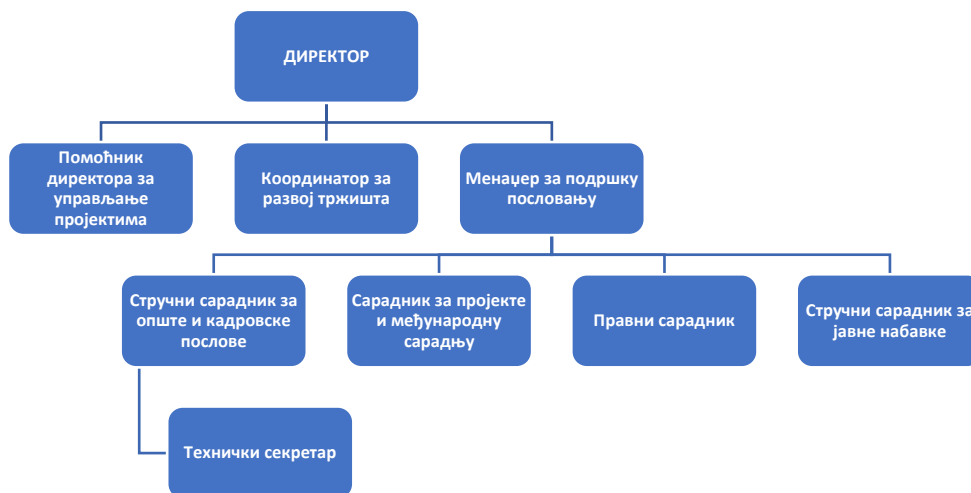 ДИРЕКТОР
Помоћник
директора за
управљање
пројектима
Координатор за
развој тржишта
Менаџер за подршку
пословању
Стручни сарадник за
опште и кадровске
послове
Сарадник за пројекте
и међународну
сарадњу
Правни сарадник
Стручни сарадник за
јавне набавке
Технички секретар